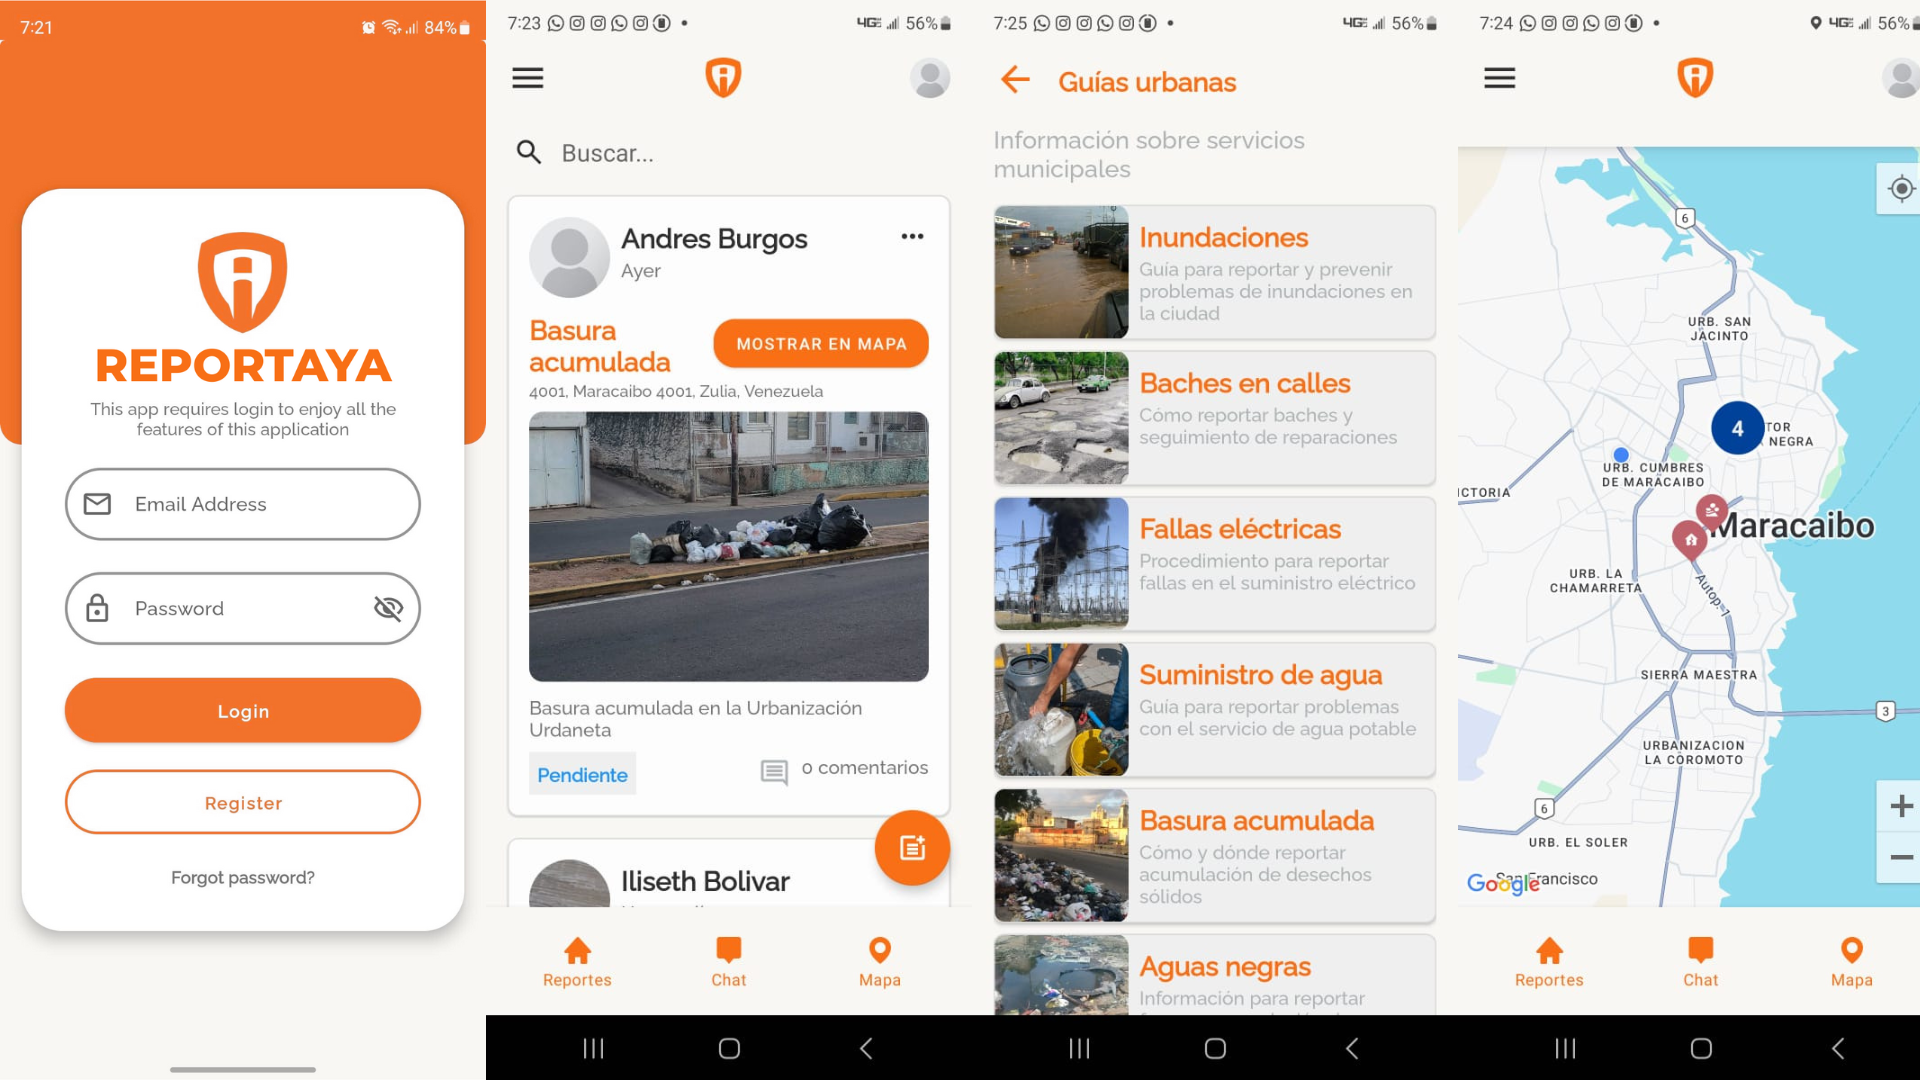 7:21
84%
REPORTAYA
This app requires login to enjoy all the
features of this application
Email Address
Password
Login
Register
Forgot password?
7:23
4GE
56%
Buscar...
Andres Burgos
Ayer
Basura
acumulada
MOSTRAR EN MAPA
4001, Maracaibo 4001, Zulia, Venezuela
Basura acumulada en la Urbanización
Urdaneta
Pendiente
0 comentarios
Iliseth Bolivar
Reportes
Chat
Mapa
7:25
4GE
56%
Guías urbanas
Información sobre servicios
municipales
Inundaciones
Guía para reportar y prevenir
problemas de inundaciones en
la ciudad
Baches en calles
Cómo reportar baches y
seguimiento de reparaciones
Fallas eléctricas
Procedimiento para reportar
fallas en el suministro eléctrico
Suministro de agua
Guía para reportar problemas
con el servicio de agua potable
Basura acumulada
Cómo y dónde reportar
acumulación de desechos
sólidos
Aguas negras
Información para reportar
7:24
4GE
56%
6
URB. SAN
JACINTO
4
TOR
NEGRA
URB. CUMBRES
DE MARACAIBO
ICTORIA
Maracaibo
URB. LA
CHAMARRETA
Autop. 1
SIERRA MAESTRA
3
URBANIZACION
LA COROMOTO
6
URB. EL SOLER
San Francisco
Google
Reportes
Chat
Mapa